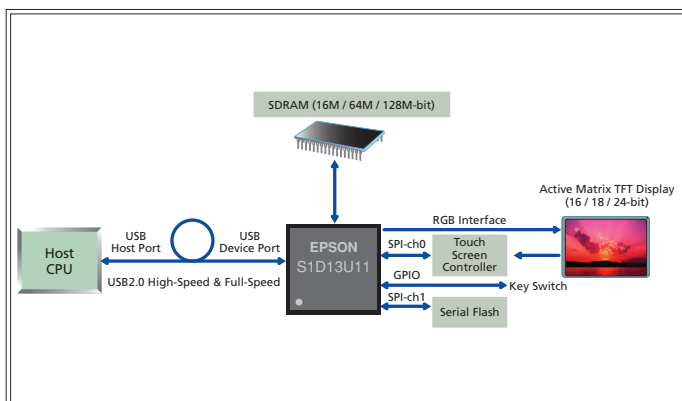 SDRAM (16M / 64M / 128M-bit)
Active Matrix TFT Display
(16 / 18 / 24-bit)
RGB Interface
USB
Host Port
USB
Device Port
EPSON
S1D13U11
SPI-ch0
Touch
Screen
Controller
Host
CPU
USB2.0 High-Speed & Full-Speed
GPIO
Key Switch
SPI-ch1
Serial Flash